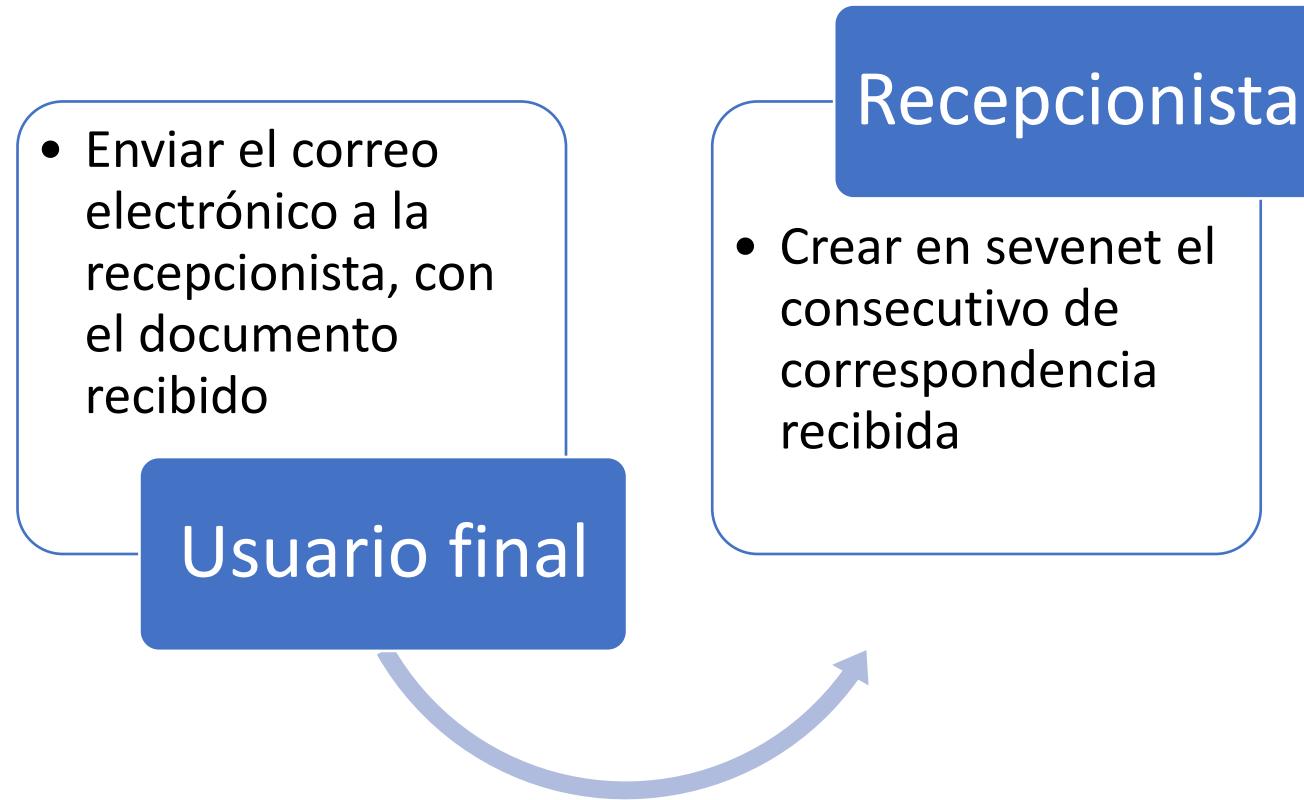 • Enviar el correo
electrónico a la
recepcionista, con
el documento
recibido
Usuario final
Recepcionista
• Crear en sevenet el
consecutivo de
correspondencia
recibida